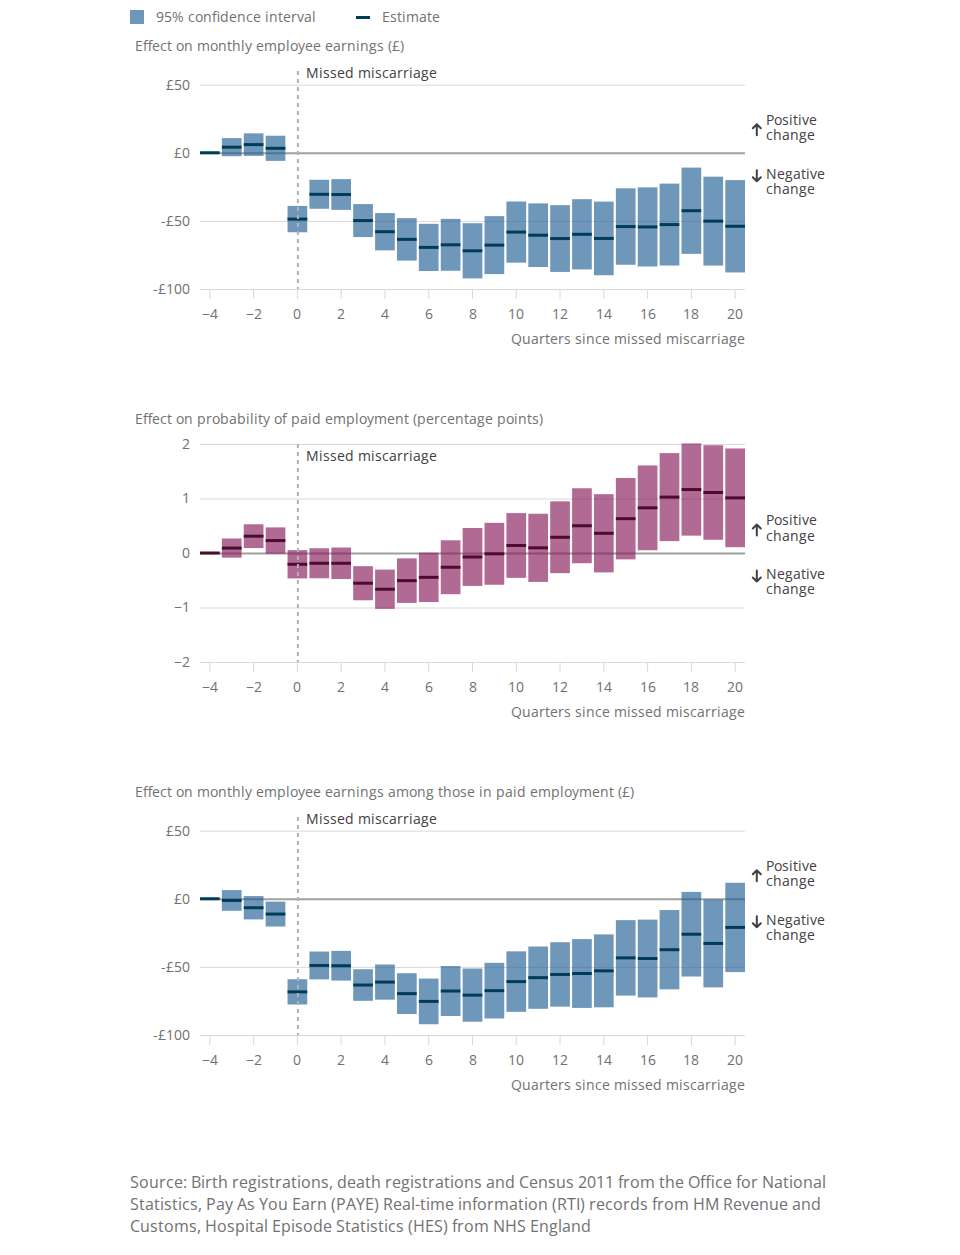 95% confidence interval Estimate
Effect on monthly employee earnings (£)
Missed miscarriage
£50
Positive
change
£0
Negative
change
-£50
-£100
−4 −2 0 2 4 6 8 10 12 14 16 18 20
Quarters since missed miscarriage
Effect on probability of paid employment (percentage points)
2
Missed miscarriage
1
Positive
change
0
Negative
change
−1
−2
−4 −2 0 2 4 6 8 10 12 14 16 18 20
Quarters since missed miscarriage
Effect on monthly employee earnings among those in paid employment (£)
Missed miscarriage
£50
Positive
change
£0
Negative
change
-£50
-£100
−4 −2 0 2 4 6 8 10 12 14 16 18 20
Quarters since missed miscarriage
Source: Birth registrations, death registrations and Census 2011 from the Office for National
Statistics, Pay As You Earn (PAYE) Real-time information (RTI) records from HM Revenue and
Customs, Hospital Episode Statistics (HES) from NHS England